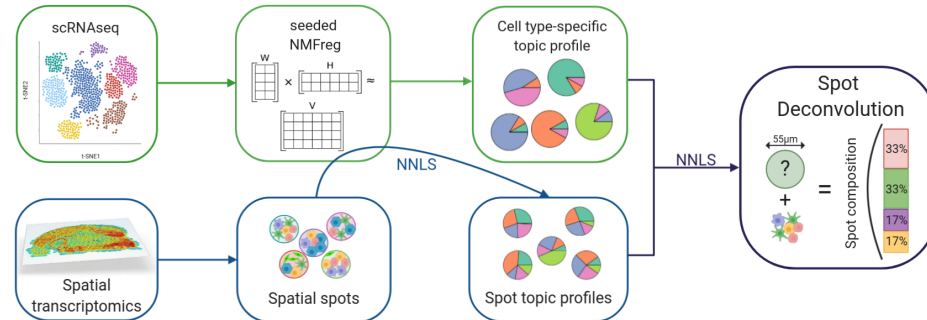 scRNAseq
t-SNE2
t-SNE1
seeded
NMFreg
W
H
×
≈
V
Cell type-specific
topic profile
NNLS
Spatial
transcriptomics
Spatial spots
Spot topic profiles
NNLS
Spot
Deconvolution
55μm
?
+
=
Spot composition
33%
33%
17%
17%